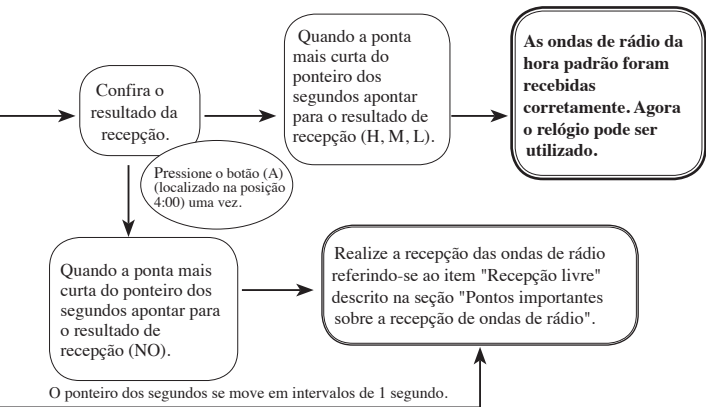 Confira o
resultado da
recepção.
Pressione o botão (A)
(localizado na posição
4:00) uma vez.
Quando a ponta
mais curta do
ponteiro dos
segundos apontar
para o resultado de
recepção (H, M, L).
As ondas de rádio da
hora padrão foram
recebidas
corretamente. Agora
o relógio pode ser
utilizado.
Quando a ponta mais
curta do ponteiro dos
segundos apontar para
o resultado de
recepção (NO).
Realize a recepção das ondas de rádio
referindo-se ao item "Recepção livre"
descrito na seção "Pontos importantes
sobre a recepção de ondas de rádio".
O ponteiro dos segundos se move em intervalos de 1 segundo.